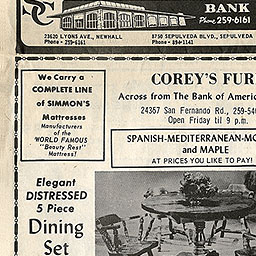 BANK
Phone 259-6161
23620 LYONS AVE., NEWHALL
Phone • 259-6161
8750 SEPULVEDA BLVD., SEPULVEDA
Phone • 894-1141
We Carry a
COMPLETE LINE
of SIMMON'S
Mattresses
Manufacturers
of the
WORLD FAMOUS
"Beauty Rest"
Mattress!
COREY'S FUR
Across from The Bank of Americ
24367 San Fernando Rd., 259-540
Open Friday til 9 p.m.
SPANISH-MEDITERRANEAN-MO
and MAPLE
AT PRICES YOU LIKE TO PAY!
Elegant
DISTRESSED
5 Piece
Dining
Set